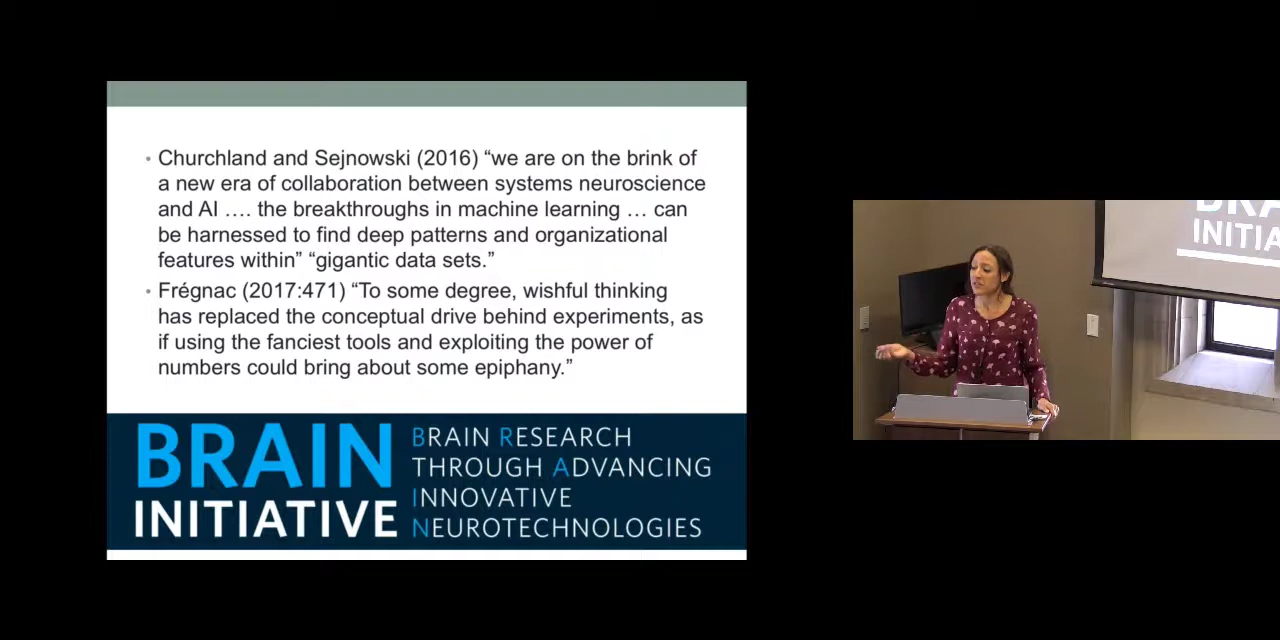 • Churchland and Sejnowski (2016) “we are on the brink of
a new era of collaboration between systems neuroscience
and AI …. the breakthroughs in machine learning … can
be harnessed to find deep patterns and organizational
features within” “gigantic data sets.”
• Frégnac (2017:471) “To some degree, wishful thinking
has replaced the conceptual drive behind experiments, as
if using the fanciest tools and exploiting the power of
numbers could bring about some epiphany.”
BRAIN
INITIATIVE
BRAIN RESEARCH
THROUGH ADVANCING
INNOVATIVE
NEUROTECHNOLOGIES
BRA
INITIA